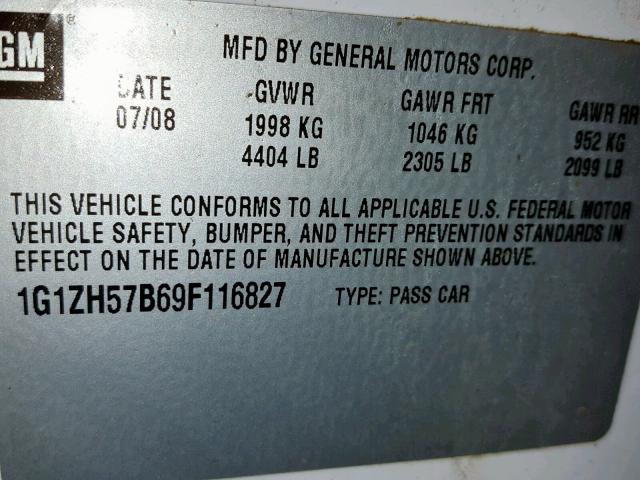 GM
MFD BY GENERAL MOTORS CORP.
DATE GVWR GAWR FRT GAWR RR
07/08 1998 KG 1046 KG 952 KG
4404 LB 2305 LB 2099 LB
THIS VEHICLE CONFORMS TO ALL APPLICABLE U.S. FEDERAL MOTOR
VEHICLE SAFETY, BUMPER, AND THEFT PREVENTION STANDARDS IN
EFFECT ON THE DATE OF MANUFACTURE SHOWN ABOVE.
1G1ZH57B69F116827 TYPE: PASS CAR